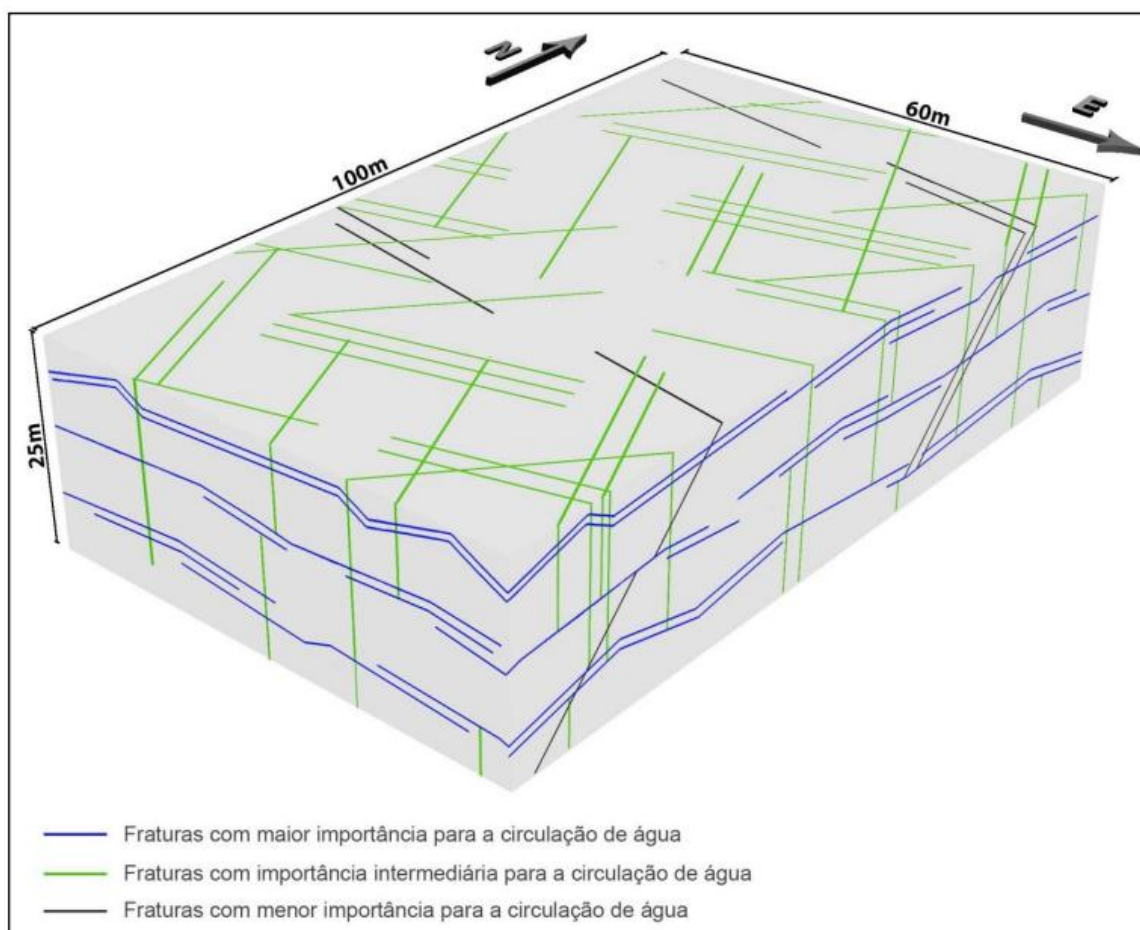 N
E
60m
100m
25m
Fraturas com maior importância para a circulação de água
Fraturas com importância intermediária para a circulação de água
Fraturas com menor importância para a circulação de água